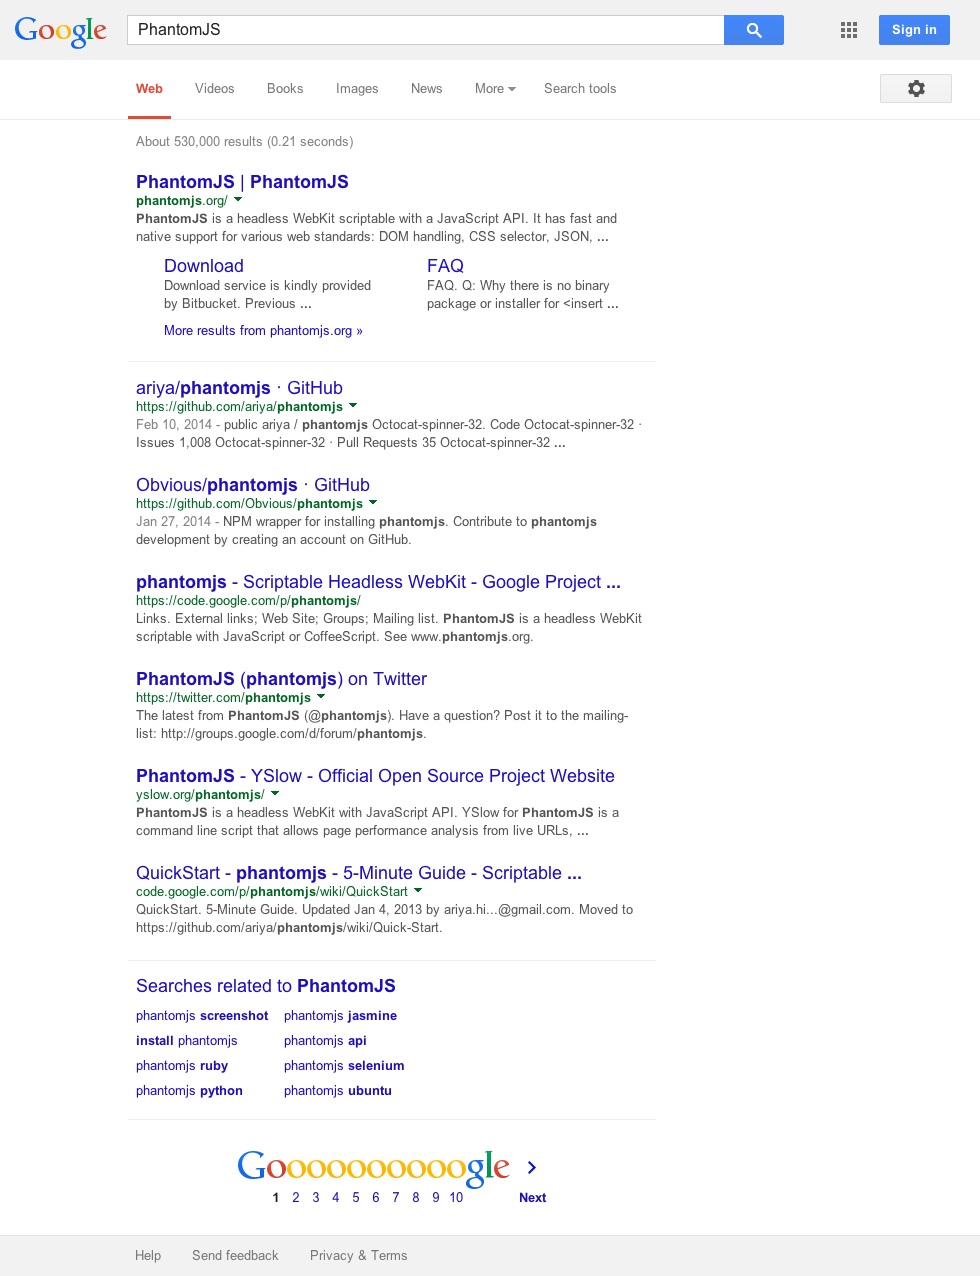 Google PhantomJS Sign in
Web Videos Books Images News More Search tools
About 530,000 results (0.21 seconds)
PhantomJS | PhantomJS
phantomjs.org/
PhantomJS is a headless WebKit scriptable with a JavaScript API. It has fast and
native support for various web standards: DOM handling, CSS selector, JSON, ...
Download
Download service is kindly provided
by Bitbucket. Previous ...
FAQ
FAQ. Q: Why there is no binary
package or installer for <insert ...
More results from phantomjs.org »
ariya/phantomjs · GitHub
https://github.com/ariya/phantomjs
Feb 10, 2014 - public ariya / phantomjs Octocat-spinner-32. Code Octocat-spinner-32 ·
Issues 1,008 Octocat-spinner-32 · Pull Requests 35 Octocat-spinner-32 ...
Obvious/phantomjs · GitHub
https://github.com/Obvious/phantomjs
Jan 27, 2014 - NPM wrapper for installing phantomjs. Contribute to phantomjs
development by creating an account on GitHub.
phantomjs - Scriptable Headless WebKit - Google Project ...
https://code.google.com/p/phantomjs/
Links. External links; Web Site; Groups; Mailing list. PhantomJS is a headless WebKit
scriptable with JavaScript or CoffeeScript. See www.phantomjs.org.
PhantomJS (phantomjs) on Twitter
https://twitter.com/phantomjs
The latest from PhantomJS (@phantomjs). Have a question? Post it to the mailing-
list: http://groups.google.com/d/forum/phantomjs.
PhantomJS - YSlow - Official Open Source Project Website
yslow.org/phantomjs/
PhantomJS is a headless WebKit with JavaScript API. YSlow for PhantomJS is a
command line script that allows page performance analysis from live URLs, ...
QuickStart - phantomjs - 5-Minute Guide - Scriptable ...
code.google.com/p/phantomjs/wiki/QuickStart
QuickStart. 5-Minute Guide. Updated Jan 4, 2013 by ariya.hi...@gmail.com. Moved to
https://github.com/ariya/phantomjs/wiki/Quick-Start.
Searches related to PhantomJS
phantomjs screenshot phantomjs jasmine
install phantomjs phantomjs api
phantomjs ruby phantomjs selenium
phantomjs python phantomjs ubuntu
Goooooooooogle
1 2 3 4 5 6 7 8 9 10 Next
Help Send feedback Privacy & Terms